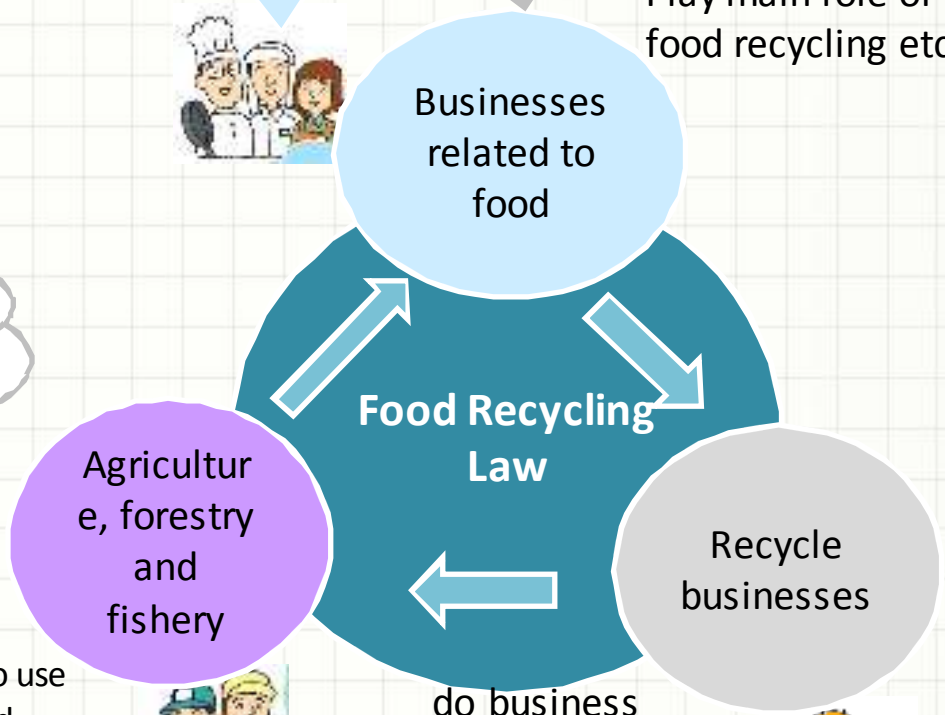 food recycling etc
Businesses
related to
food
Food Recycling
Law
Agricultur
e, forestry
and
fishery
Recycle
businesses
use
do business